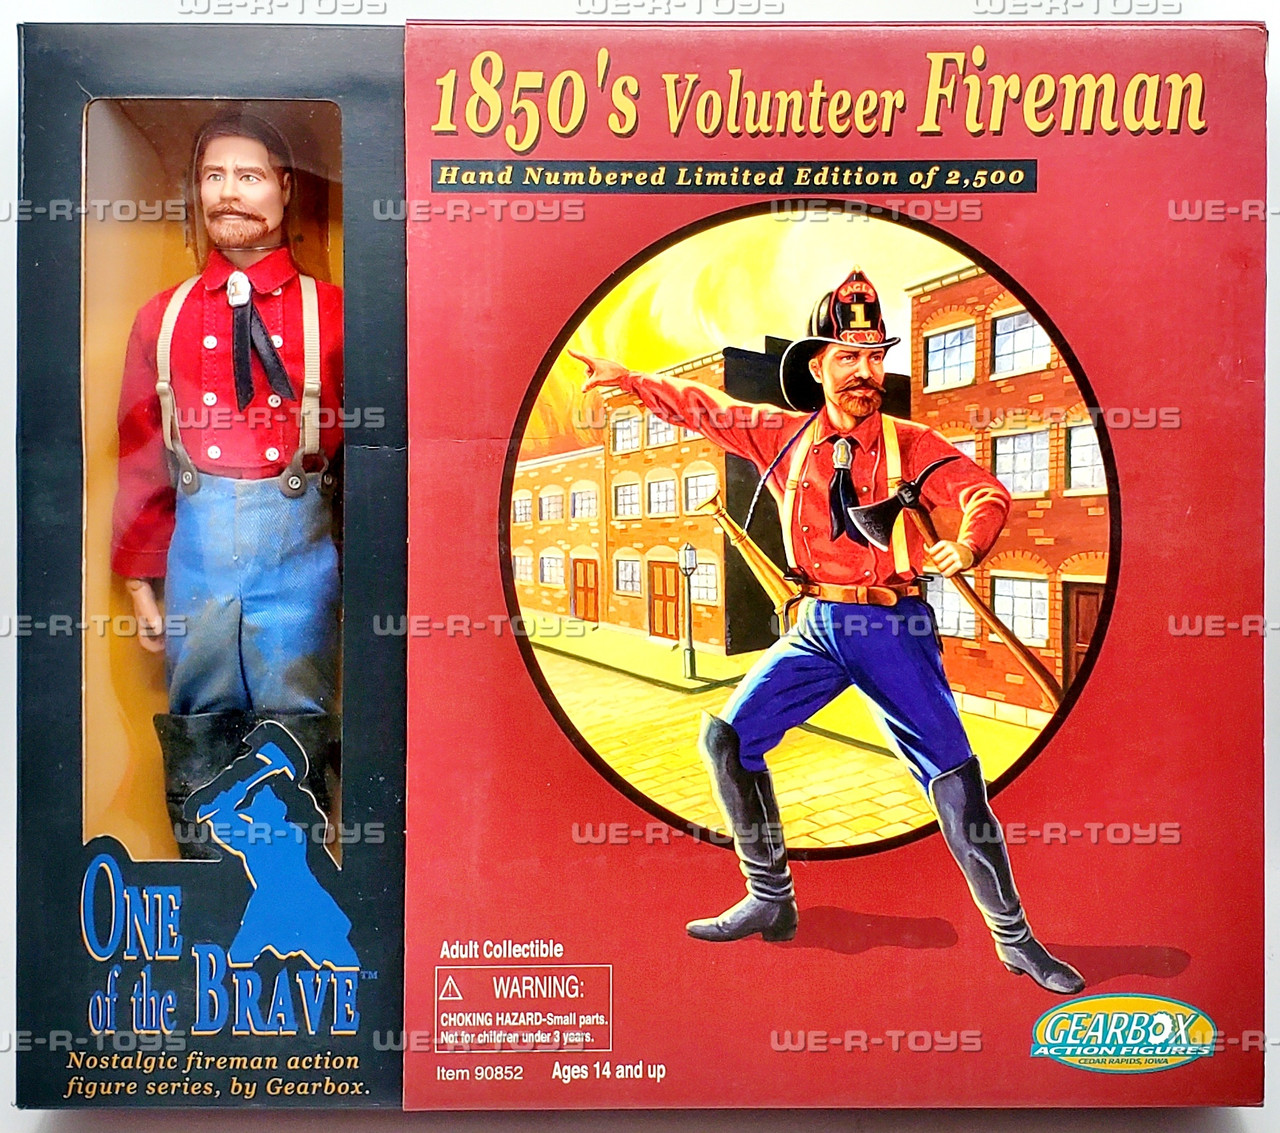 1850's Volunteer Fireman
Hand Numbered Limited Edition of 2,500
EAGLE
1
K W
1
ONE
of the BRAVE™
Nostalgic fireman action
figure series, by Gearbox.
Adult Collectible
WARNING:
CHOKING HAZARD-Small parts.
Not for children under 3 years.
Item 90852 Ages 14 and up
GEARBOX
ACTION FIGURES
CEDAR RAPIDS, IOWA
WE-R-TOYS